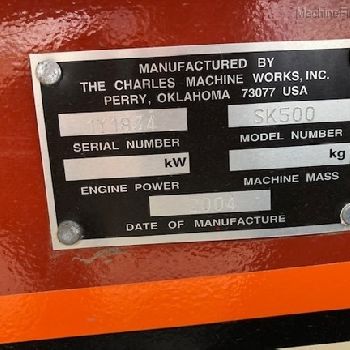 MANUFACTURED BY
THE CHARLES MACHINE WORKS, INC.
PERRY, OKLAHOMA 73077 USA
SK500
SERIAL NUMBER
MODEL NUMBER
kW
kg
ENGINE POWER
MACHINE MASS
2004
DATE OF MANUFACTURE